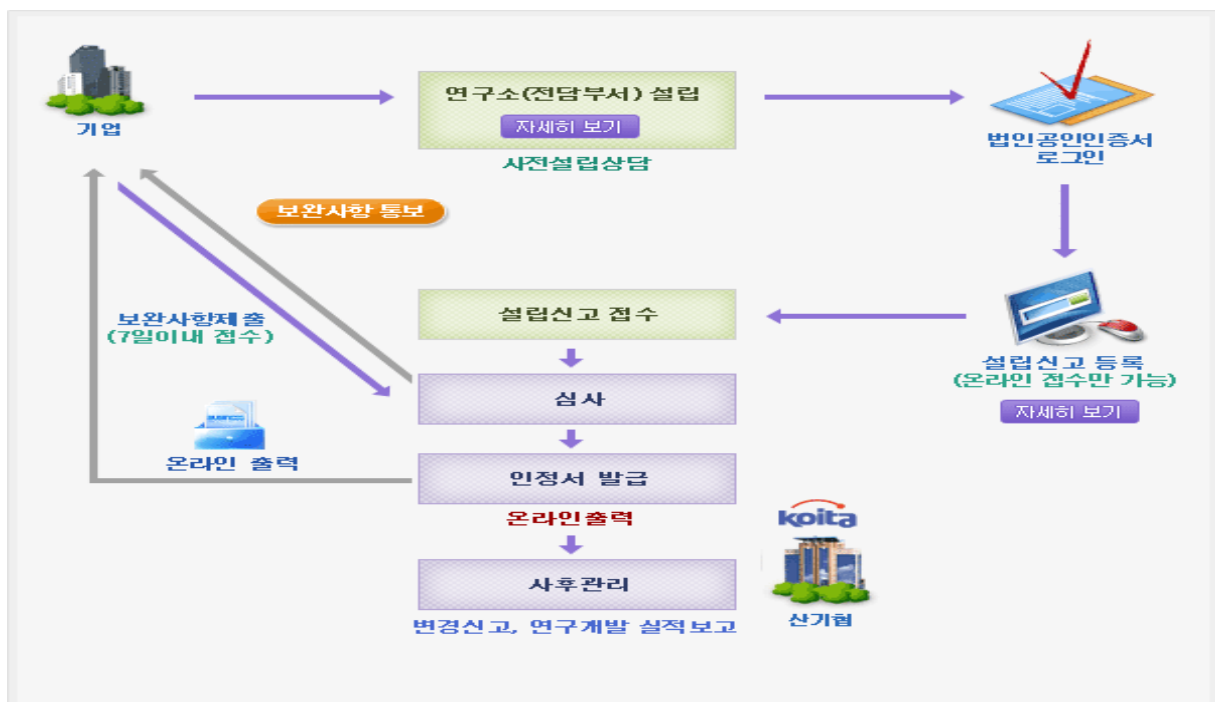 기업
연구소(전담부서) 설립
자세히 보기
사전설립상담
법인공인인증서
로그인
보완사항 통보
보완사항제출
(7일이내 접수)
설립신고 접수
설립신고 등록
(온라인 접수만 가능)
자세히 보기
심사
온라인 출력
인정서 발급
온라인출력
koita
사후관리
산기협
변경신고, 연구개발 실적보고